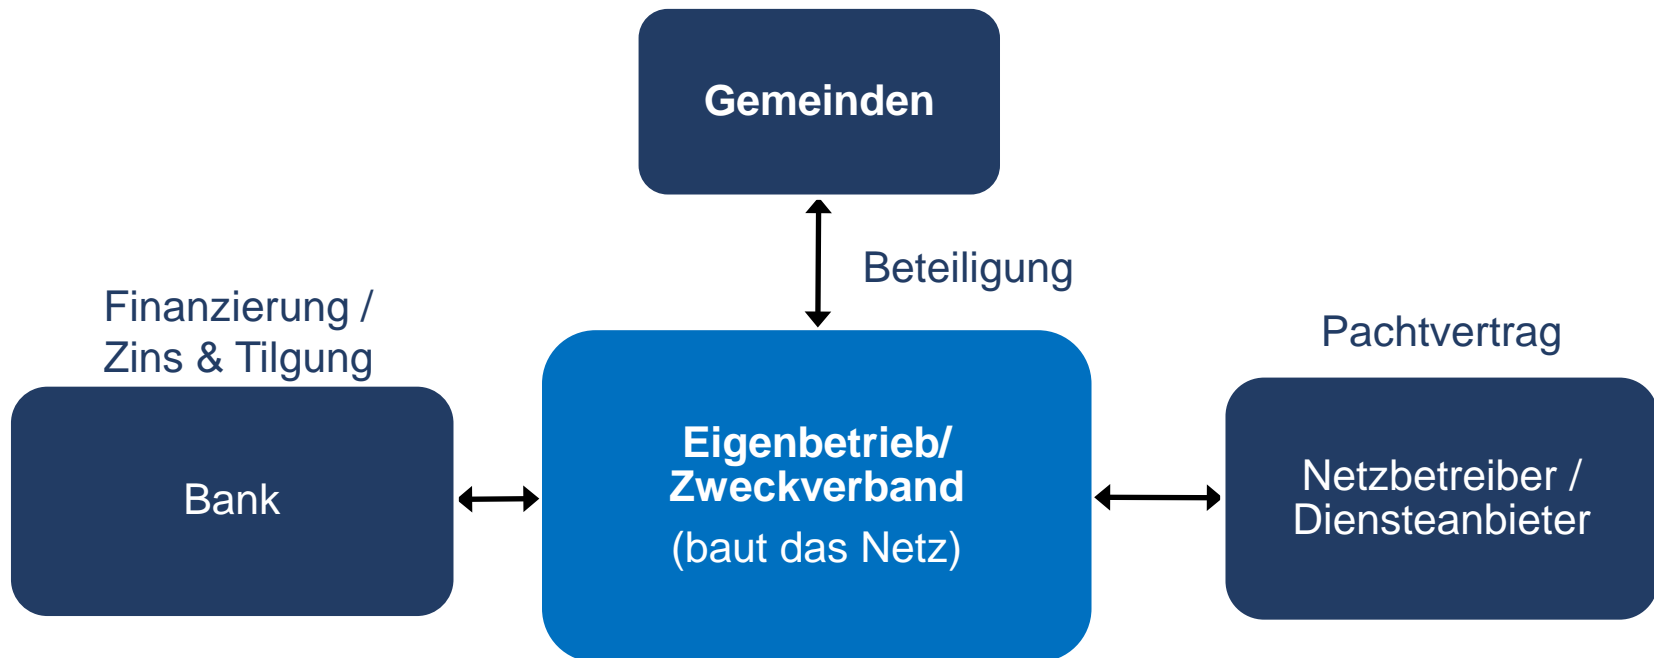 Gemeinden
Beteiligung
Finanzierung /
Zins & Tilgung
Pachtvertrag
Bank
Eigenbetrieb/
Zweckverband
(baut das Netz)
Netzbetreiber /
Diensteanbieter